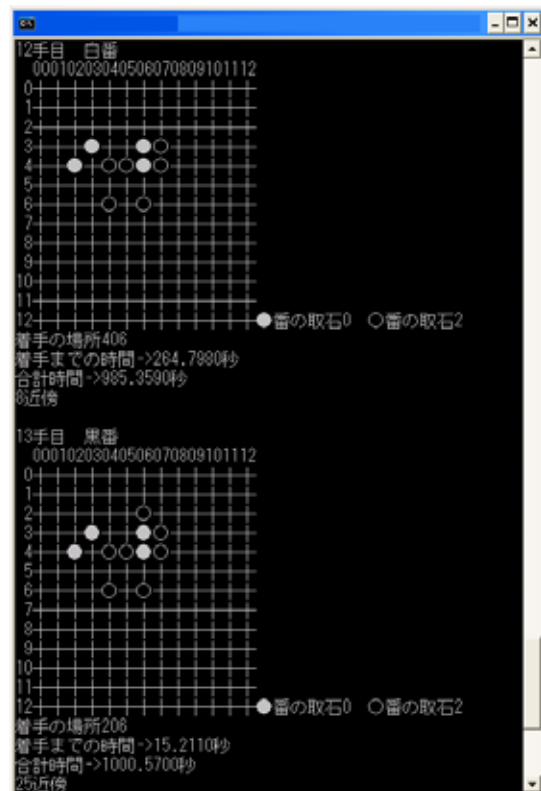 12手目 白番
00010203040506070809101112
0
1
2
3
4
5
6
7
8
9
10
11
12 ●番の取石0 ○番の取石2
着手の場所406
着手までの時間->264.7980秒
合計時間->985.3590秒
8近傍
13手目 黒番
00010203040506070809101112
0
1
2
3
4
5
6
7
8
9
10
11
12 ●番の取石0 ○番の取石2
着手の場所206
着手までの時間->15.2110秒
合計時間->1000.5700秒
25近傍